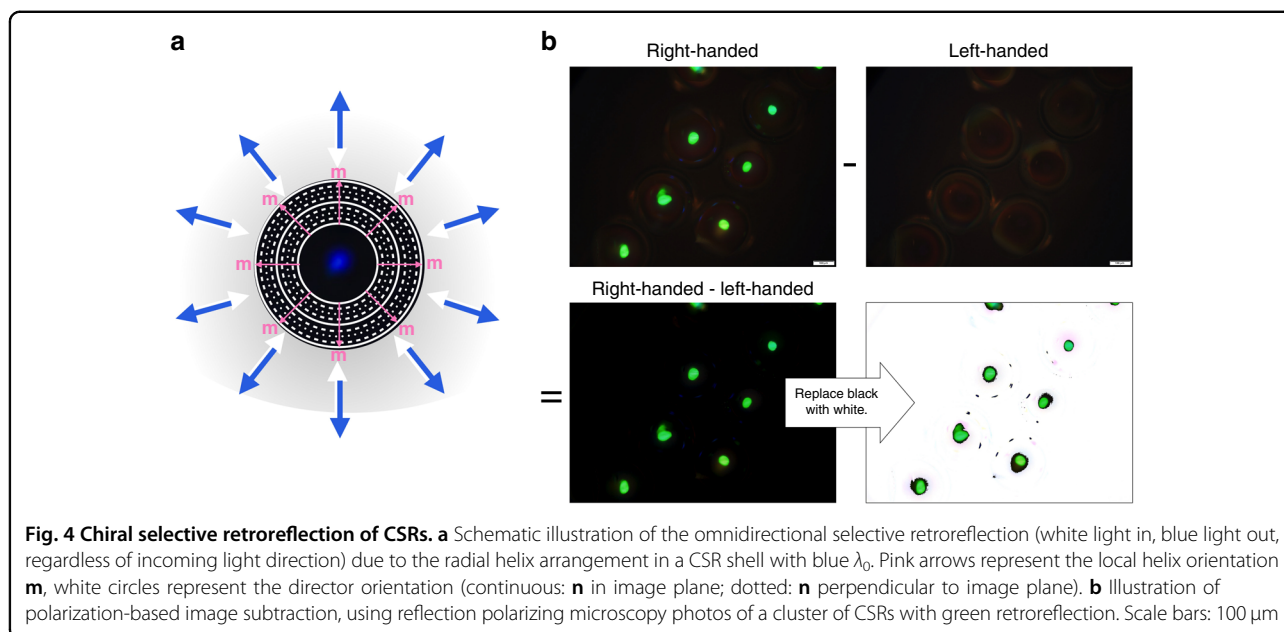 a
m
m
m
m
m
m
m
m
b
Right-handed
Left-handed
-
Right-handed - left-handed
=
Replace black
with white.
Fig. 4 Chiral selective retroreflection of CSRs. a Schematic illustration of the omnidirectional selective retroreflection (white light in, blue light out,
regardless of incoming light direction) due to the radial helix arrangement in a CSR shell with blue λ₀. Pink arrows represent the local helix orientation
m, white circles represent the director orientation (continuous: n in image plane; dotted: n perpendicular to image plane). b Illustration of
polarization-based image subtraction, using reflection polarizing microscopy photos of a cluster of CSRs with green retroreflection. Scale bars: 100 μm